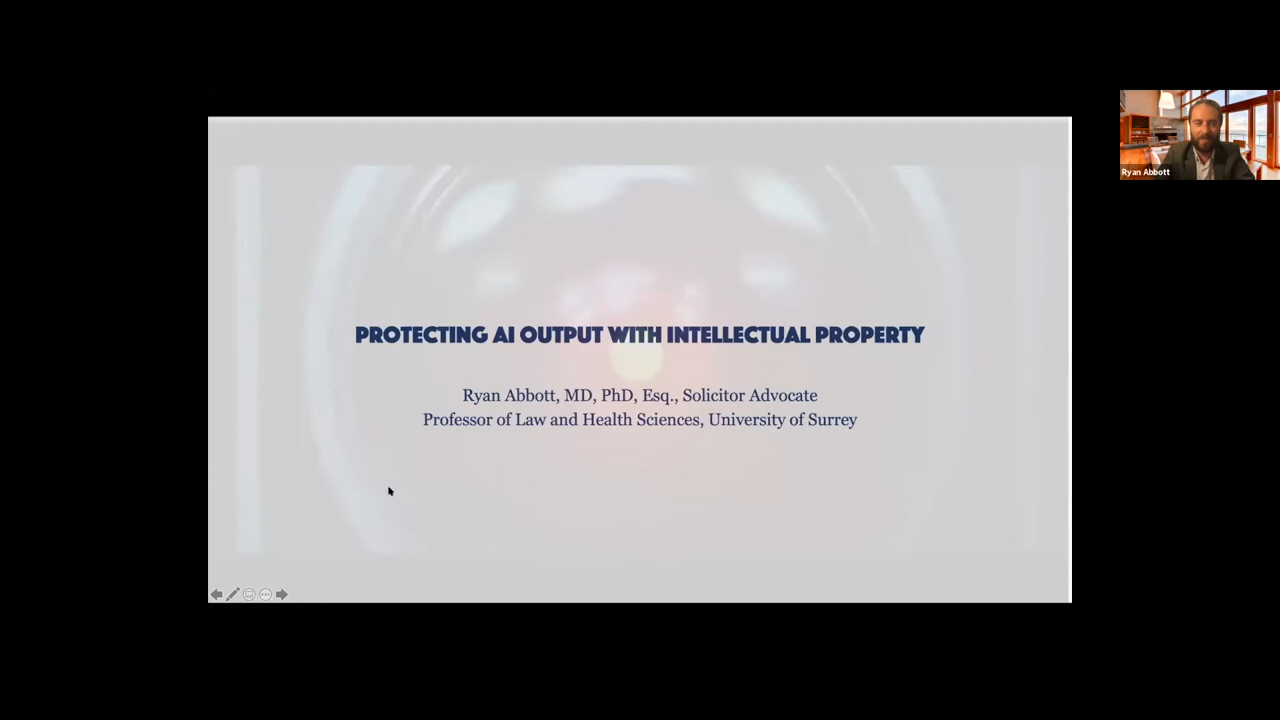 PROTECTING AI OUTPUT WITH INTELLECTUAL PROPERTY
Ryan Abbott, MD, PhD, Esq., Solicitor Advocate
Professor of Law and Health Sciences, University of Surrey
Ryan Abbott